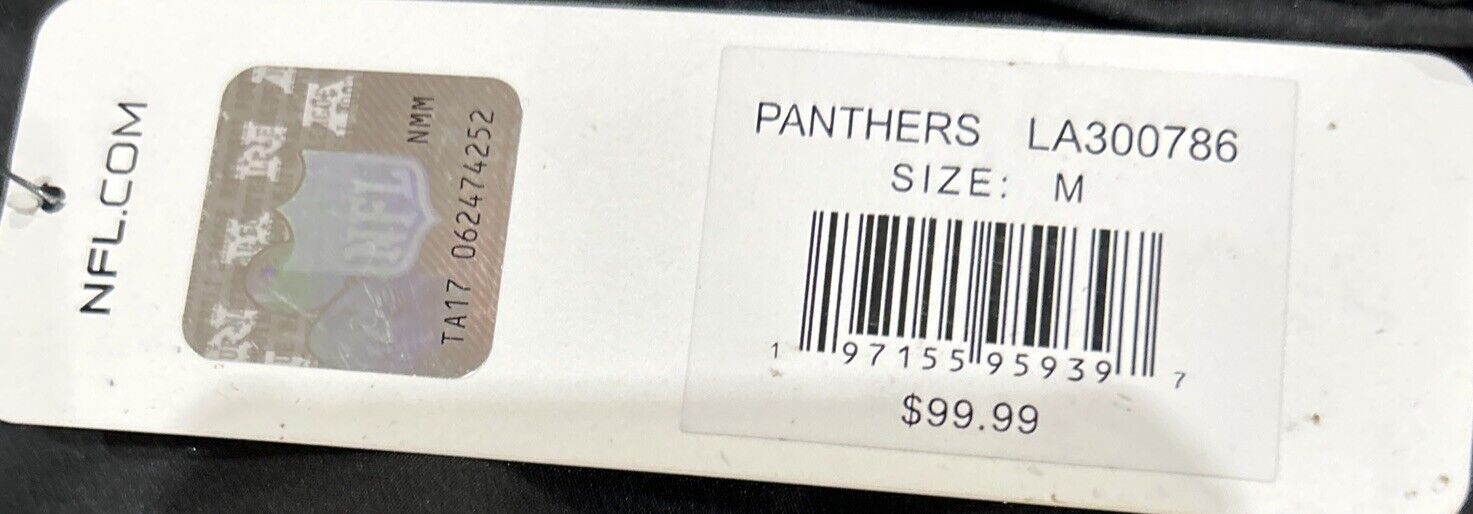 NFL.COM
NFL
NMM
TA17 062474252
PANTHERS LA300786
SIZE: M
1 97155 95939 7
$99.99